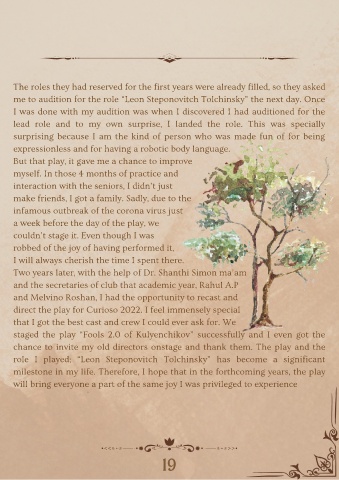 The roles they had reserved for the first years were already filled, so they asked
me to audition for the role "Leon Steponovitch Tolchinsky" the next day. Once
I was done with my audition was when I discovered I had auditioned for the
lead role and to my own surprise, I landed the role. This was specially
surprising because I am the kind of person who was made fun of for being
expressionless and for having a robotic body language.
But that play, it gave me a chance to improve
myself. In those 4 months of practice and
interaction with the seniors, I didn't just
make friends, I got a family. Sadly, due to the
infamous outbreak of the corona virus just
a week before the day of the play, we
couldn't stage it. Even though I was
robbed of the joy of having performed it,
I will always cherish the time I spent there.
Two years later, with the help of Dr. Shanthi Simon ma'am
and the secretaries of club that academic year, Rahul A.P
and Melvino Roshan, I had the opportunity to recast and
direct the play for Curioso 2022. I feel immensely special
that I got the best cast and crew I could ever ask for. We
staged the play "Fools 2.0 of Kulyenchikov" successfully and I even got the
chance to invite my old directors onstage and thank them. The play and the
role I played: "Leon Steponovitch Tolchinsky" has become a significant
milestone in my life. Therefore, I hope that in the forthcoming years, the play
will bring everyone a part of the same joy I was privileged to experience
19